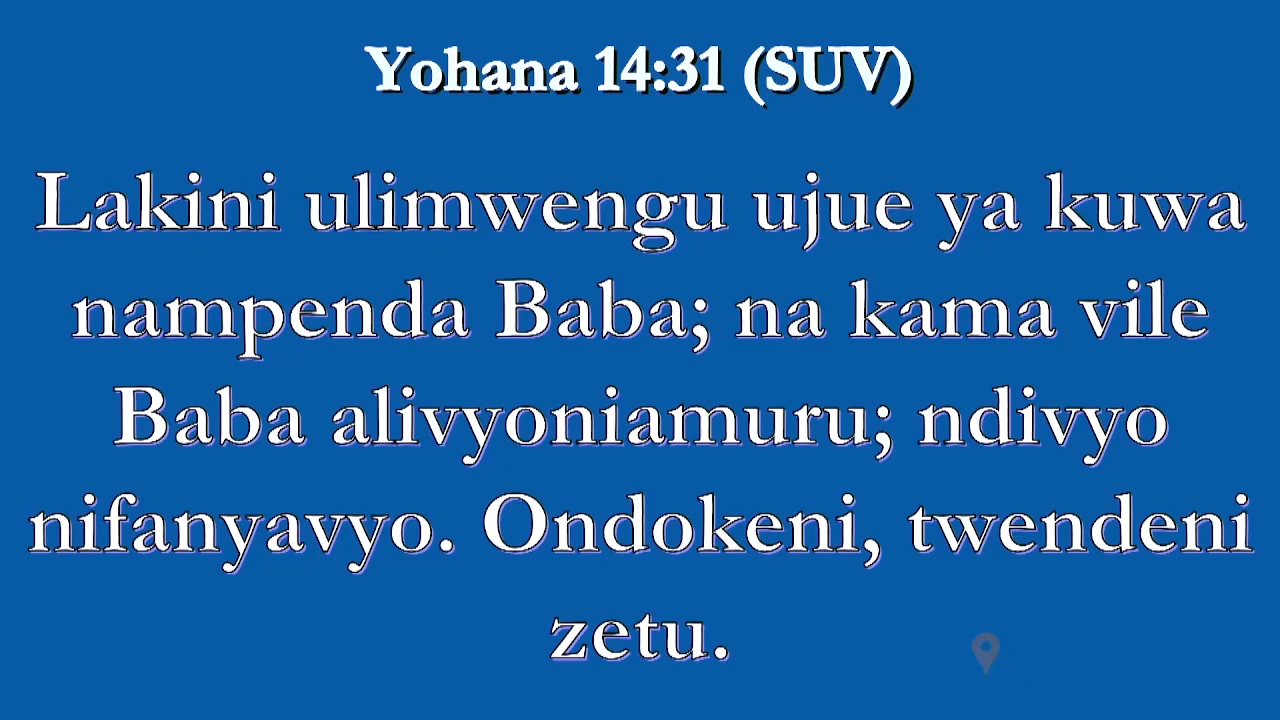 Yohana 14:31 (SUV)
Lakini ulimwengu ujue ya kuwa
nampenda Baba; na kama vile
Baba alivyoniamuru; ndivyo
nifanyavyo. Ondokeni, twendeni
zetu.